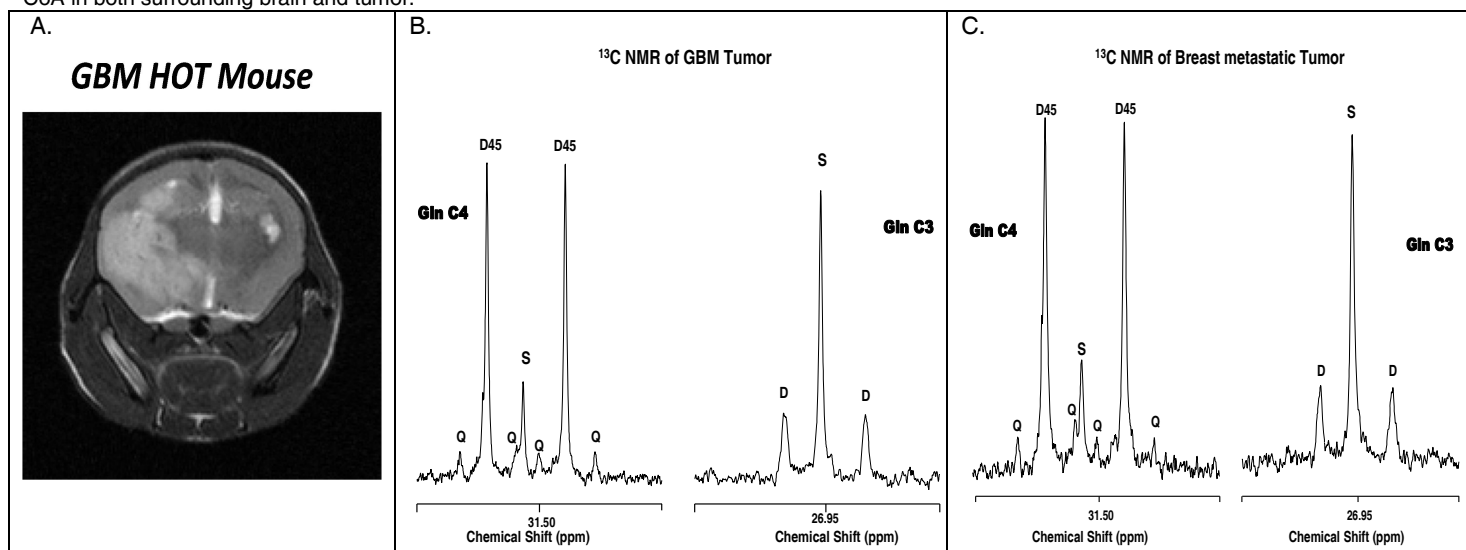 CoA in both surrounding brain and tumor.
A.
GBM HOT Mouse
B.
¹³C NMR of GBM Tumor
D45 D45
S
Gln C4
Gln C3
D D
Q Q Q Q
S
31.50 26.95
Chemical Shift (ppm) Chemical Shift (ppm)
C.
¹³C NMR of Breast metastatic Tumor
D45 D45 S
Gln C4
Gln C3
S
D D
Q Q Q Q
31.50 26.95
Chemical Shift (ppm) Chemical Shift (ppm)